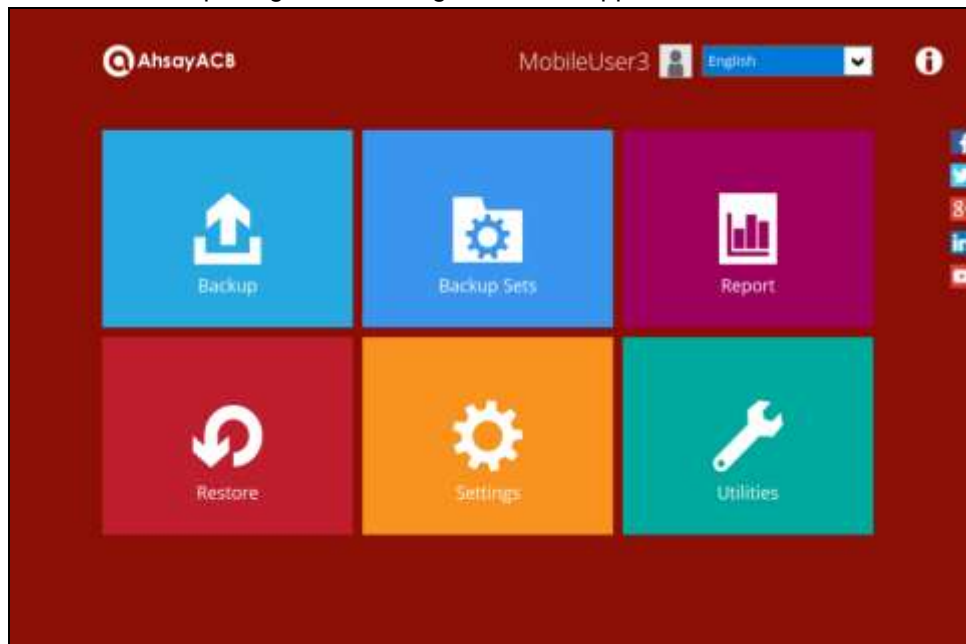 AhsayACB
MobileUser3
English
Backup
Backup Sets
Report
Restore
Settings
Utilities